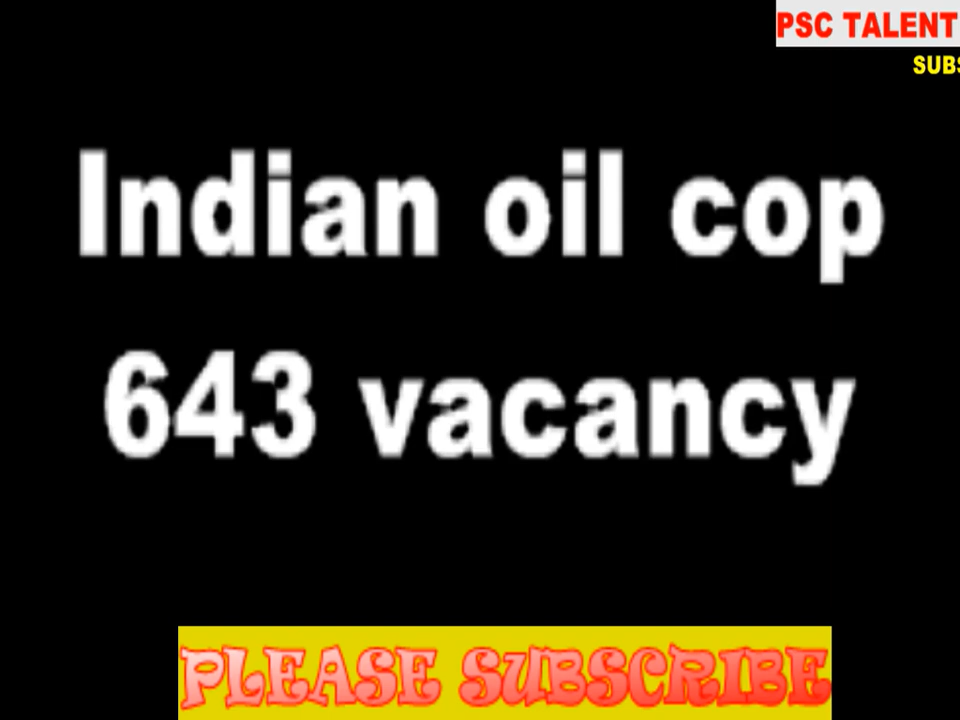 PSC TALENT
Indian oil cop
643 vacancy
PLEASE SUBSCRIBE